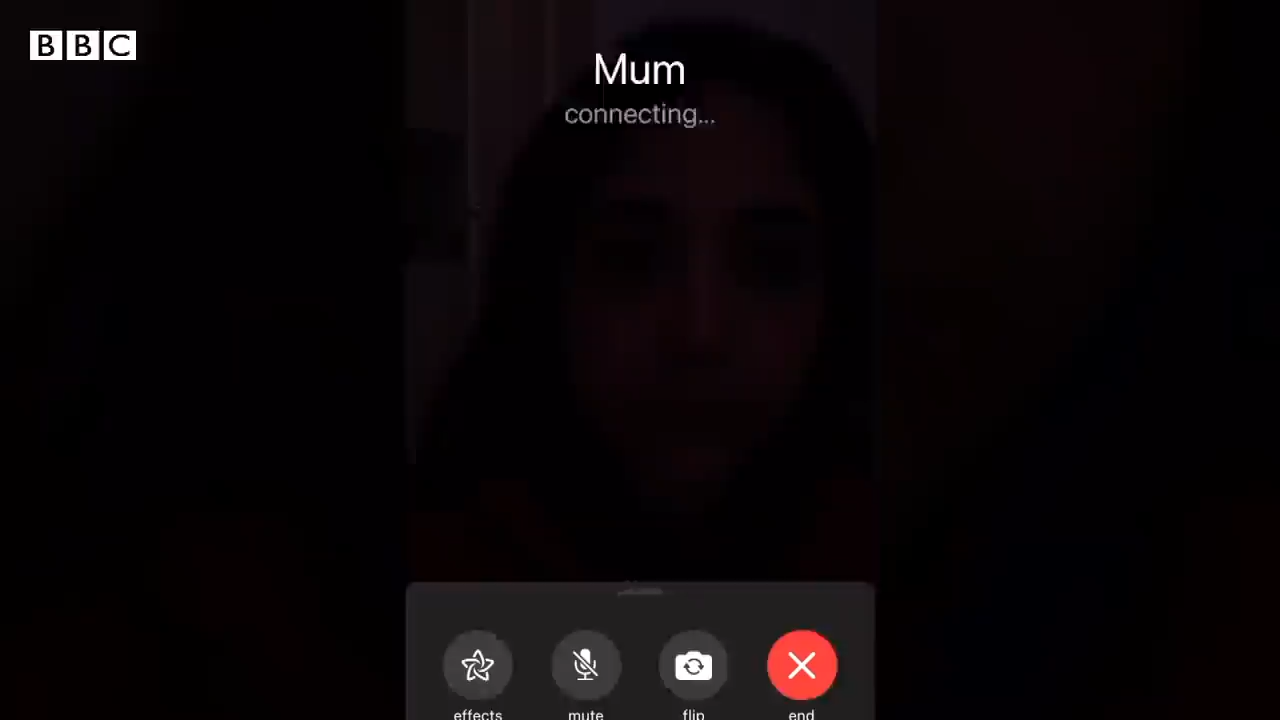 BBC
Mum
connecting...
effects
mute
flip
end